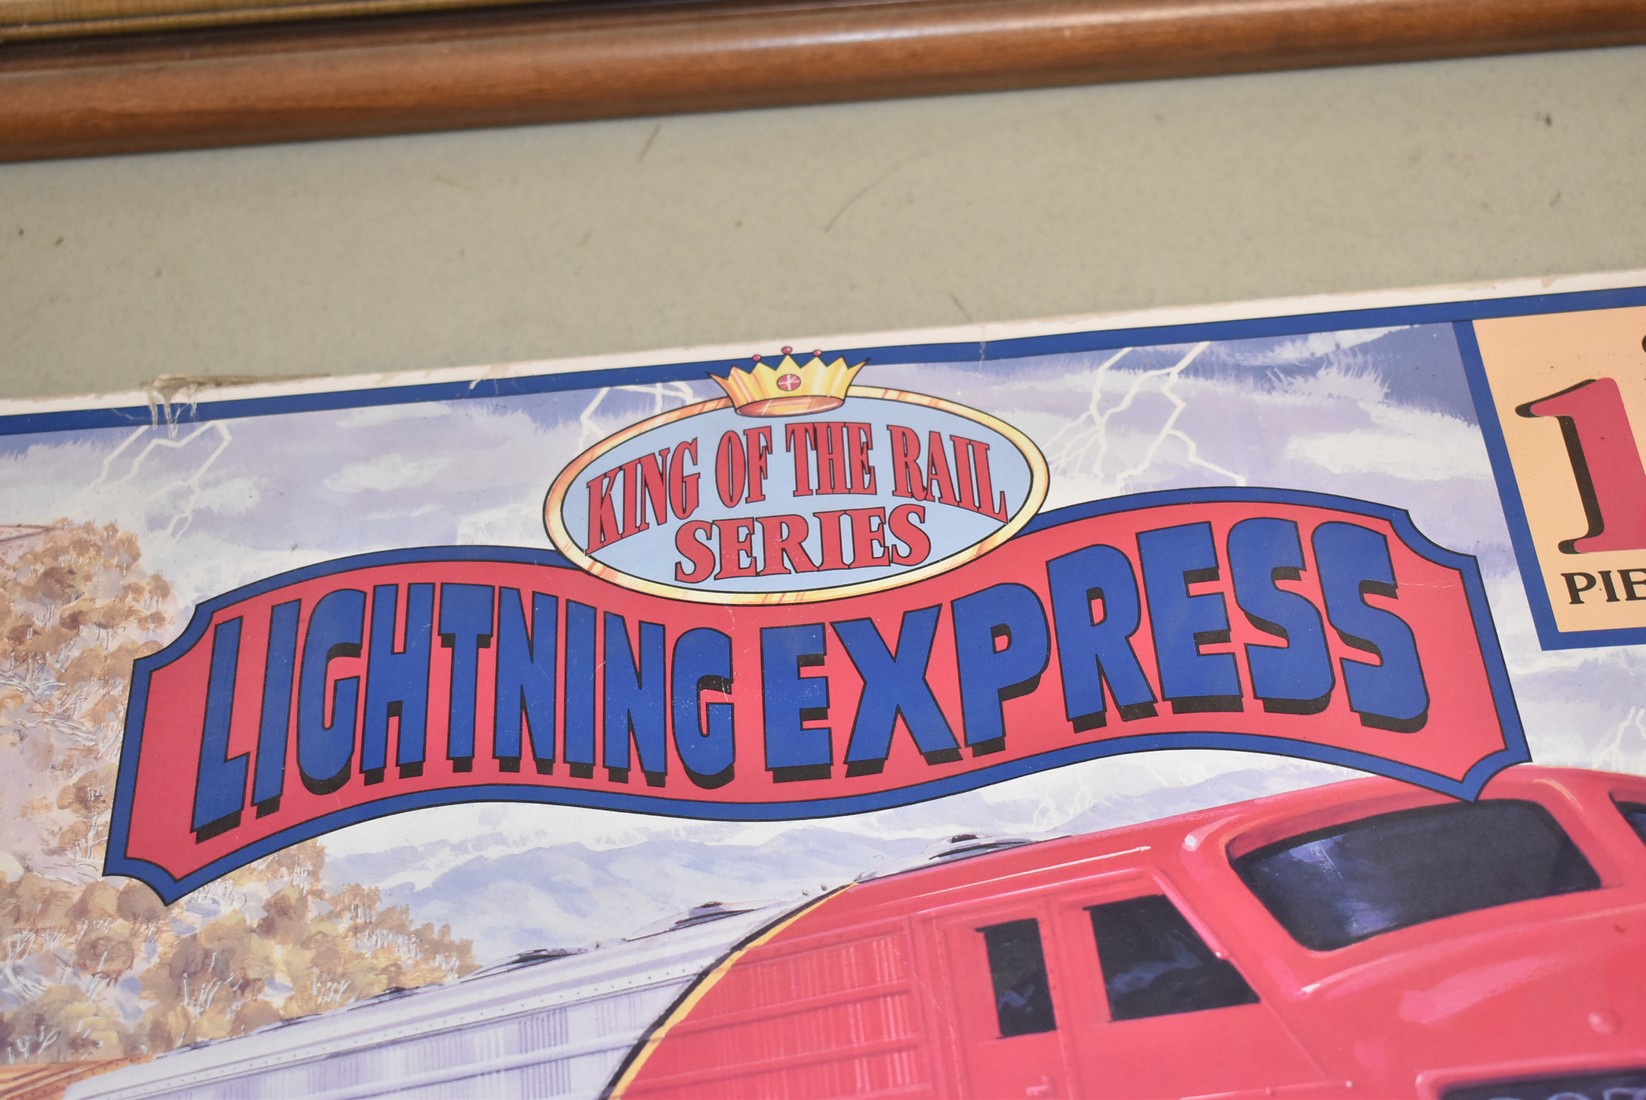 KING OF THE RAIL
SERIES
LIGHTNING EXPRESS